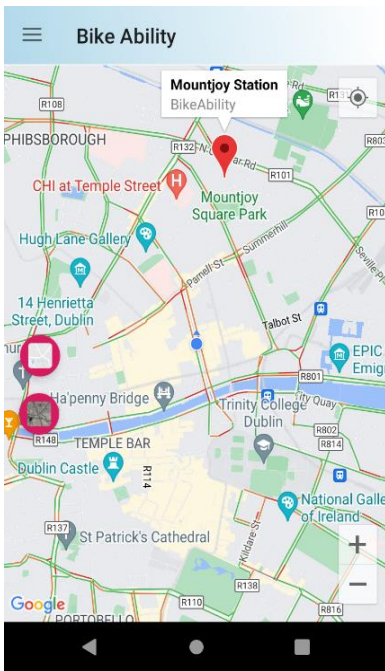 Bike Ability
Mountjoy Station
BikeAbility
R108
PHIBSBOROUGH
R132
R101
R803
CHI at Temple Street
H
Mountjoy
Square Park
Hugh Lane Gallery
Summerhill
Parnell St
14 Henrietta
Street, Dublin
Talbot St
EPIC
R801
Ha'penny Bridge
Trinity College
Dublin
R148
TEMPLE BAR
R802
R814
Dublin Castle
R114
National Galle
of Ireland
R137
St Patrick's Cathedral
Kildare St
R138
R110
R816
Google
PORTOBELLO
+
−